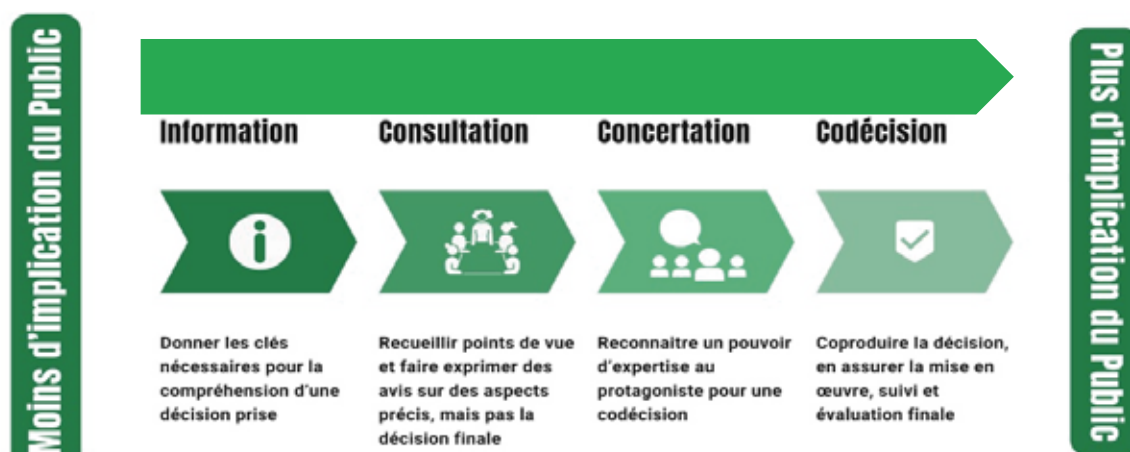 Moins d'implication du Public
Information
Consultation
Concertation
Codécision
Donner les clés
nécessaires pour la
compréhension d'une
décision prise
Recueillir points de vue
et faire exprimer des
avis sur des aspects
précis, mais pas la
décision finale
Reconnaitre un pouvoir
d'expertise au
protagoniste pour une
codécision
Coproduire la décision,
en assurer la mise en
œuvre, suivi et
évaluation finale
Plus d'implication du Public